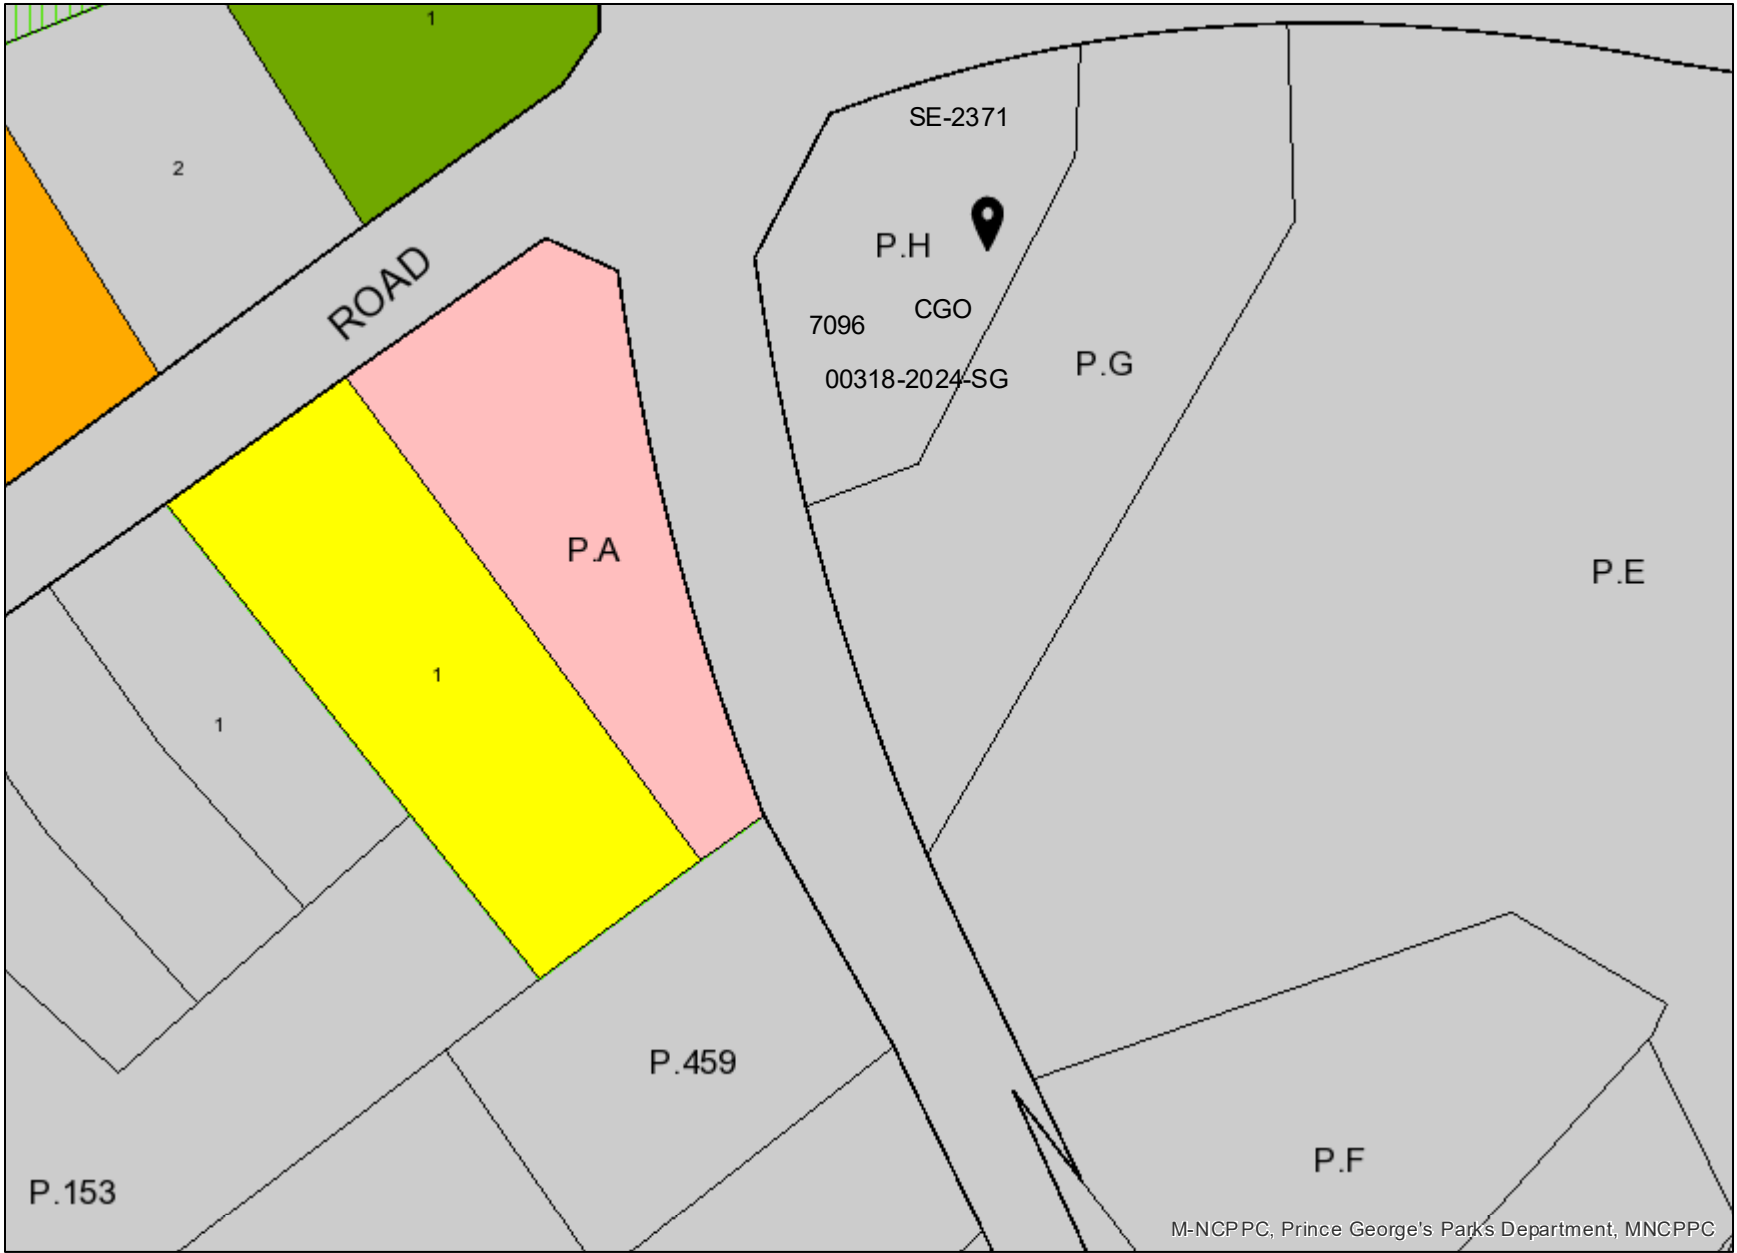 1
SE-2371
2
P.H
ROAD
CGO
7096
P.G
00318-2024-SG
P.A
P.E
1
1
P.459
P.F
P.153
M-NCPPC, Prince George's Parks Department, MNCPPC